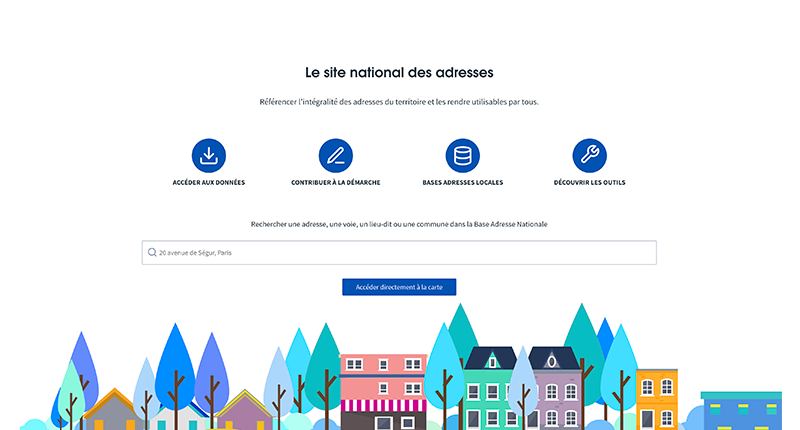 Le site national des adresses
Référencer l'intégralité des adresses du territoire et les rendre utilisables par tous.
ACCÉDER AUX DONNÉES
CONTRIBUER À LA DÉMARCHE
BASES ADRESSES LOCALES
DÉCOUVRIR LES OUTILS
Rechercher une adresse, une voie, un lieu-dit ou une commune dans la Base Adresse Nationale
20 avenue de Ségur, Paris
Accéder directement à la carte